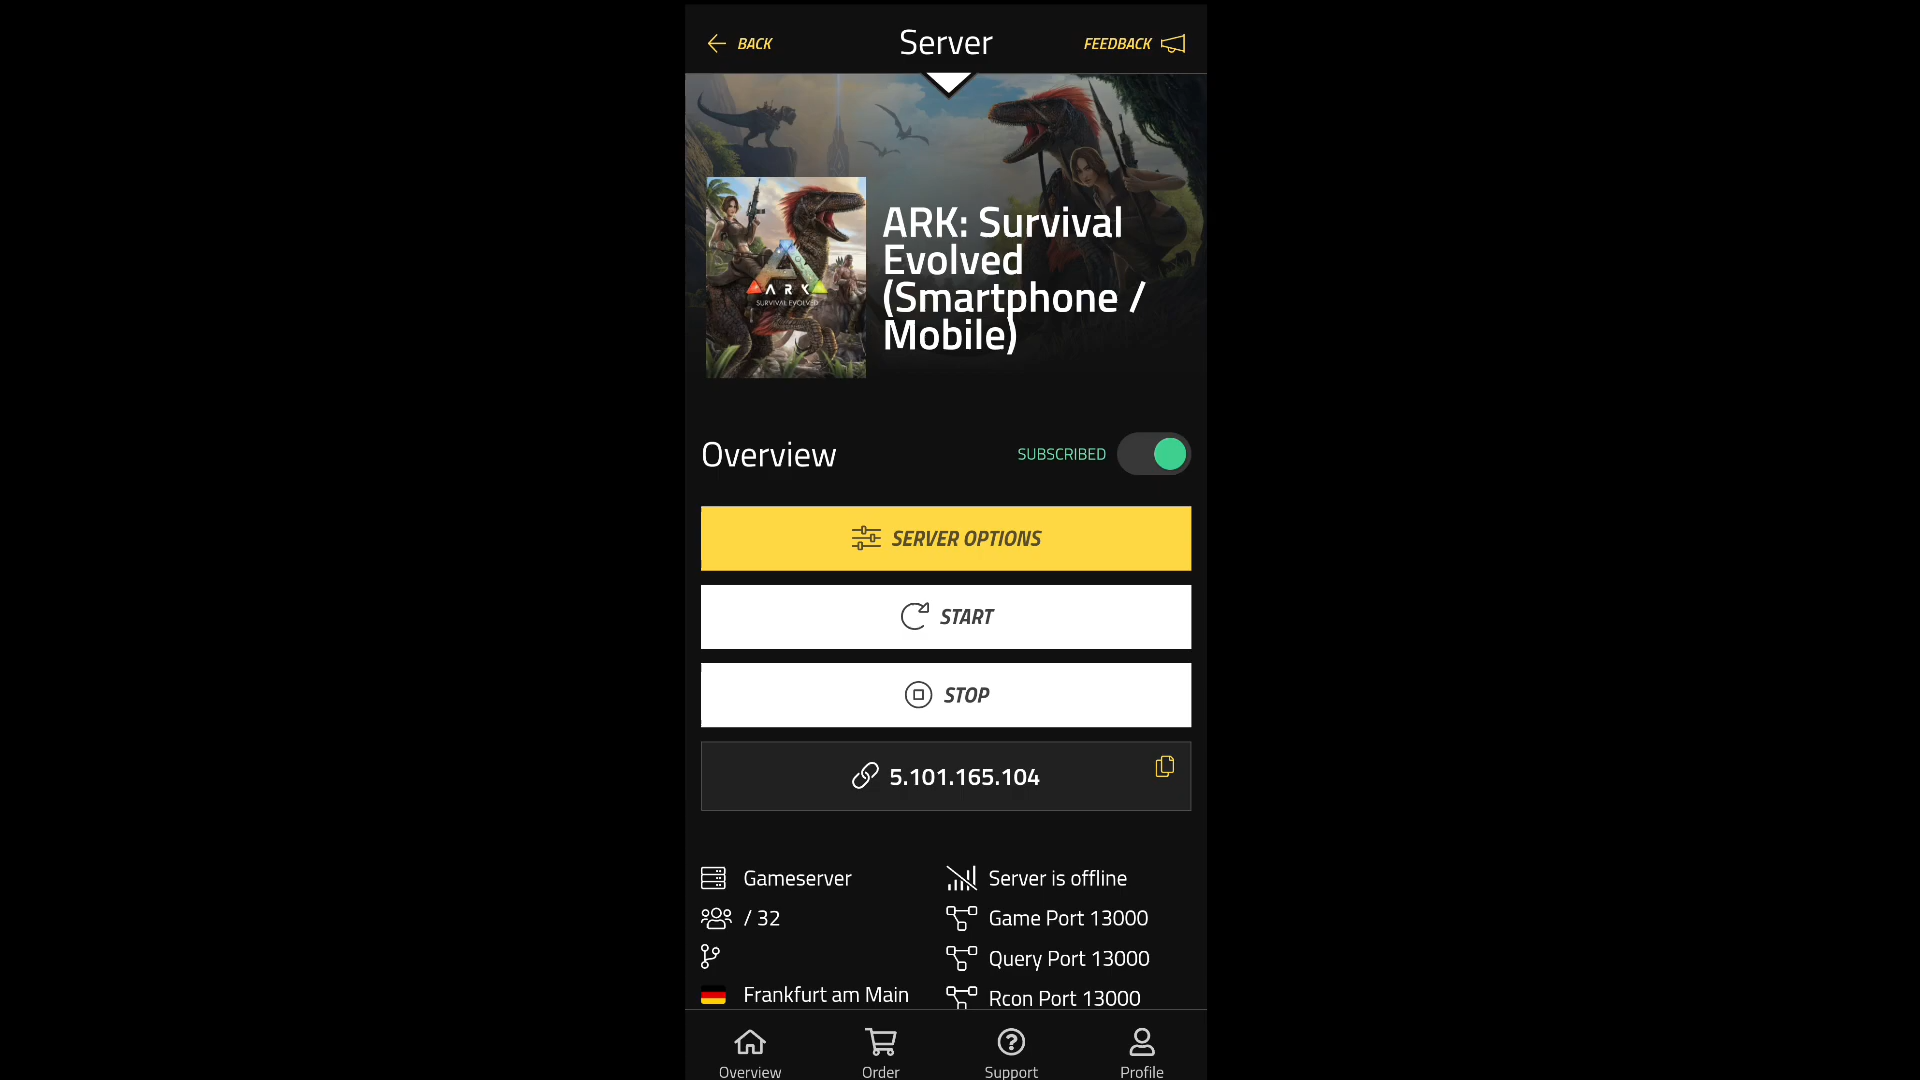 BACK
Server
FEEDBACK
ARK: Survival
Evolved
(Smartphone /
Mobile)
ARK
SURVIVAL EVOLVED
Overview
SUBSCRIBED
SERVER OPTIONS
START
STOP
5.101.165.104
Gameserver
Server is offline
/ 32
Game Port 13000
Query Port 13000
Frankfurt am Main
Rcon Port 13000
Overview
Order
Support
Profile